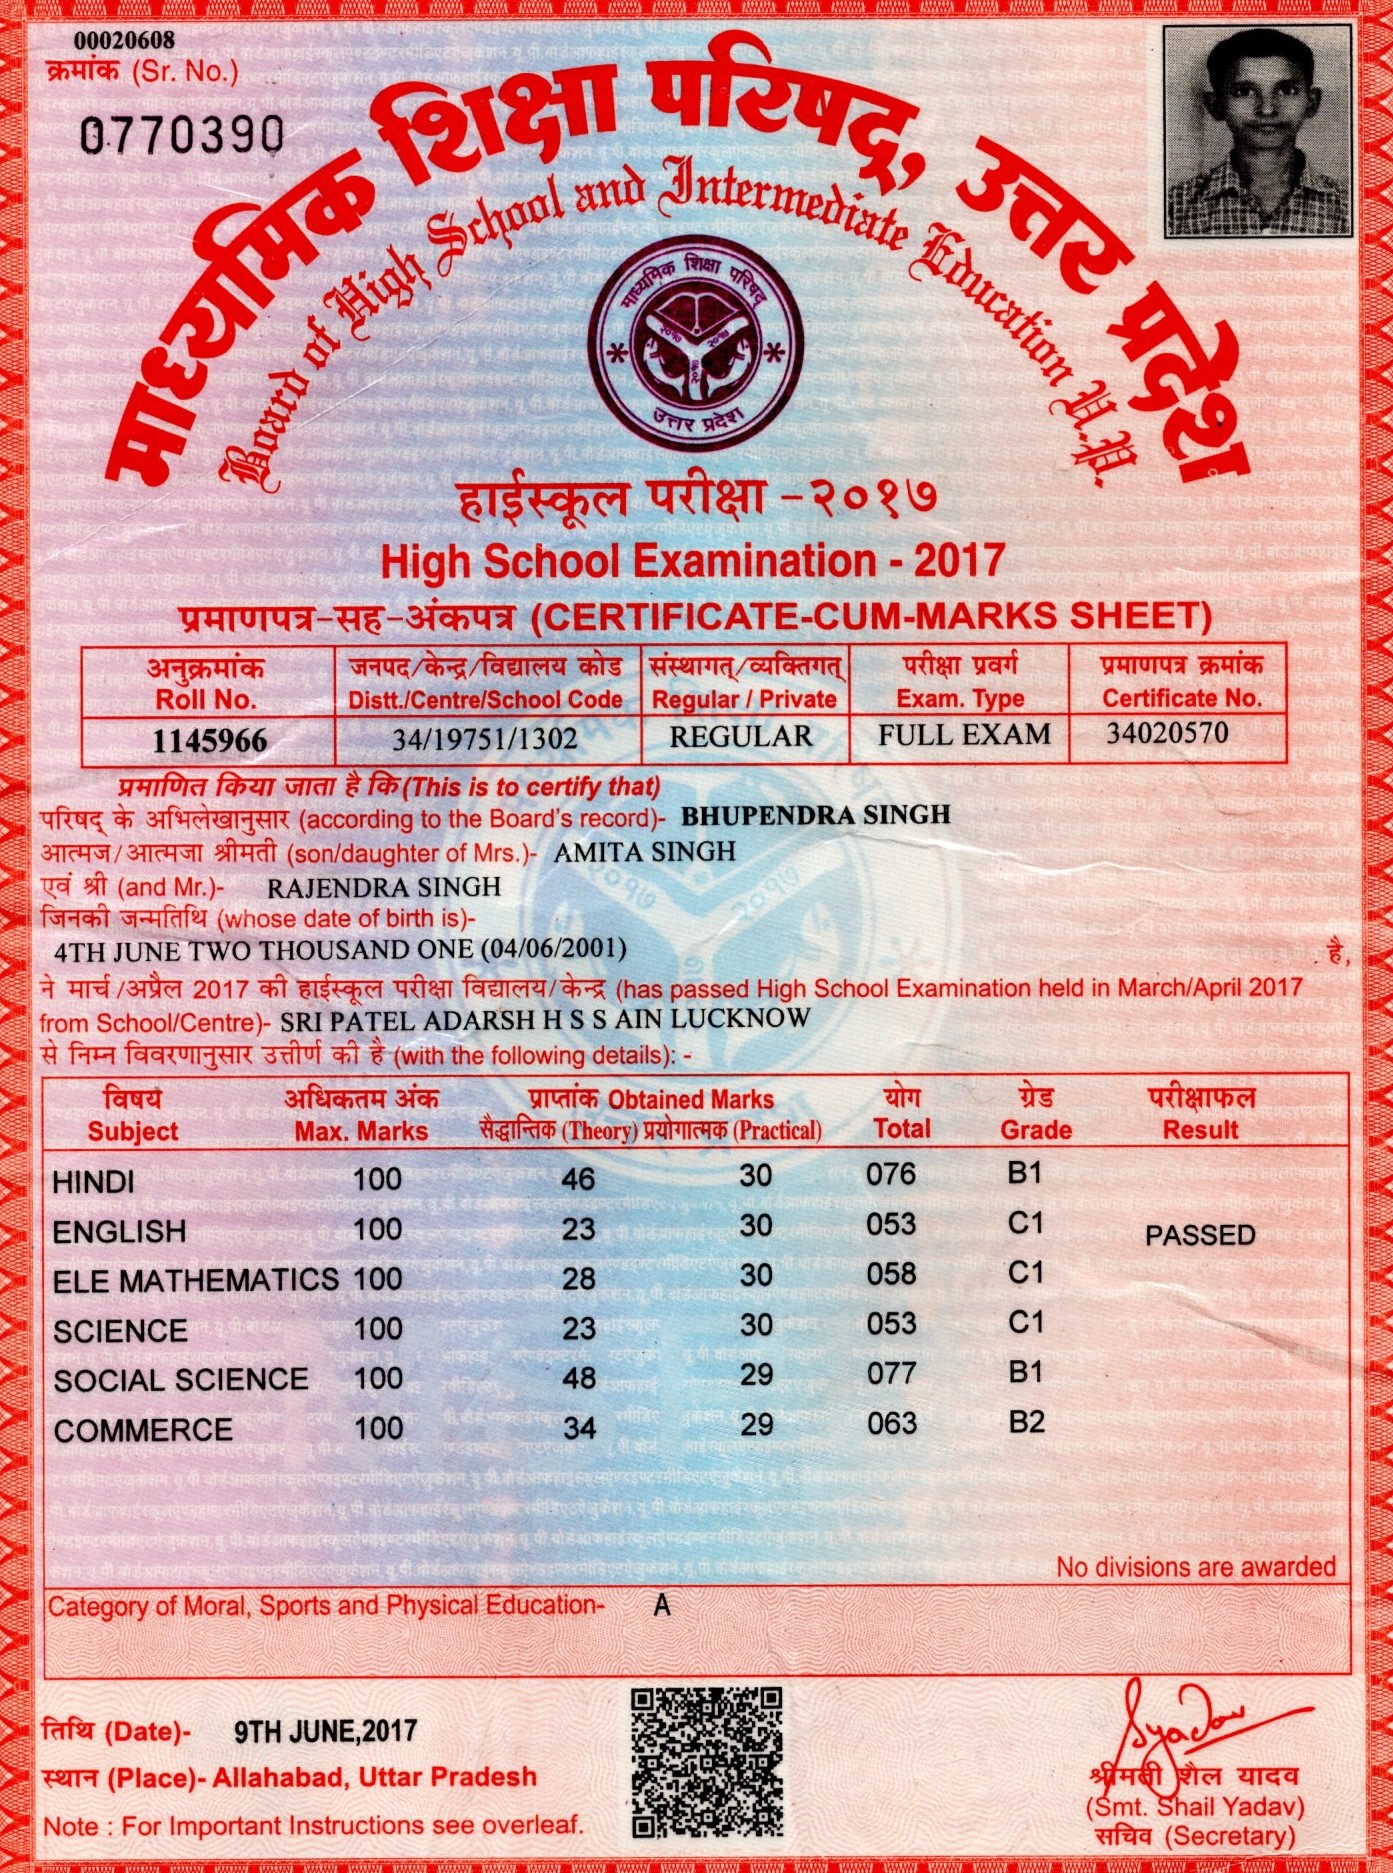 00020608
क्रमांक (Sr. No.)
0770390
माध्यमिक शिक्षा परिषद्, उत्तर प्रदेश
Board of High School and Intermediate Education U.P.
माध्यमिक शिक्षा परिषद्
२०१७ २०१७
२०१७
उत्तर प्रदेश
हाईस्कूल परीक्षा -२०१७
High School Examination - 2017
प्रमाणपत्र-सह-अंकपत्र (CERTIFICATE-CUM-MARKS SHEET)
अनुक्रमांक जनपद/केन्द्र/विद्यालय कोड संस्थागत्/व्यक्तिगत् परीक्षा प्रवर्ग प्रमाणपत्र क्रमांक
Roll No. Distt./Centre/School Code Regular / Private Exam. Type Certificate No.
1145966 34/19751/1302 REGULAR FULL EXAM 34020570
प्रमाणित किया जाता है कि (This is to certify that)
परिषद् के अभिलेखानुसार (according to the Board's record)- BHUPENDRA SINGH
आत्मज/आत्मजा श्रीमती (son/daughter of Mrs.)- AMITA SINGH
एवं श्री (and Mr.)- RAJENDRA SINGH
जिनकी जन्मतिथि (whose date of birth is)-
4TH JUNE TWO THOUSAND ONE (04/06/2001) है,
ने मार्च/अप्रैल 2017 की हाईस्कूल परीक्षा विद्यालय/केन्द्र (has passed High School Examination held in March/April 2017
from School/Centre)- SRI PATEL ADARSH H S S AIN LUCKNOW
से निम्न विवरणानुसार उत्तीर्ण की है (with the following details): -
विषय अधिकतम अंक प्राप्तांक Obtained Marks योग ग्रेड परीक्षाफल
Subject Max. Marks सैद्धान्तिक (Theory) प्रयोगात्मक (Practical) Total Grade Result
HINDI 100 46 30 076 B1
ENGLISH 100 23 30 053 C1 PASSED
ELE MATHEMATICS 100 28 30 058 C1
SCIENCE 100 23 30 053 C1
SOCIAL SCIENCE 100 48 29 077 B1
COMMERCE 100 34 29 063 B2
No divisions are awarded
Category of Moral, Sports and Physical Education- A
तिथि (Date)- 9TH JUNE,2017
स्थान (Place)- Allahabad, Uttar Pradesh
Note : For Important Instructions see overleaf.
Syadav
श्रीमती शैल यादव
(Smt. Shail Yadav)
सचिव (Secretary)